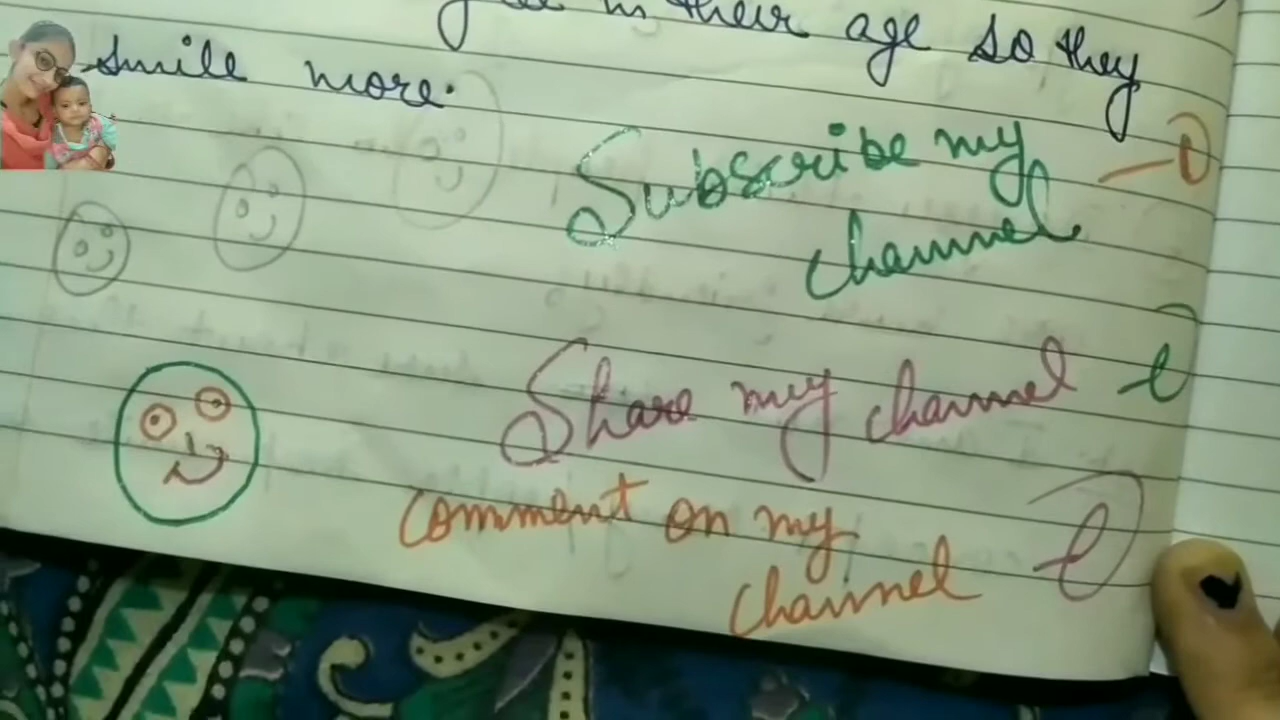 in their age so they
smile more.
Subscribe my
channel
Share my channel
Comment on my
channel